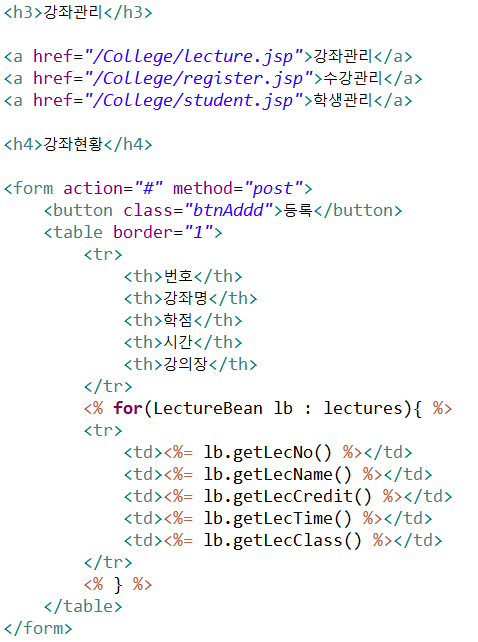 <h3>강좌관리</h3>
<a href="/College/lecture.jsp">강좌관리</a>
<a href="/College/register.jsp">수강관리</a>
<a href="/College/student.jsp">학생관리</a>
<h4>강좌현황</h4>
<form action="#" method="post">
<button class="btnAddd">등록</button>
<table border="1">
<tr>
<th>번호</th>
<th>강좌명</th>
<th>학점</th>
<th>시간</th>
<th>강의장</th>
</tr>
<% for(LectureBean lb : lectures){ %>
<tr>
<td><%= lb.getLecNo() %></td>
<td><%= lb.getLecName() %></td>
<td><%= lb.getLecCredit() %></td>
<td><%= lb.getLecTime() %></td>
<td><%= lb.getLecClass() %></td>
</tr>
<% } %>
</table>
</form>